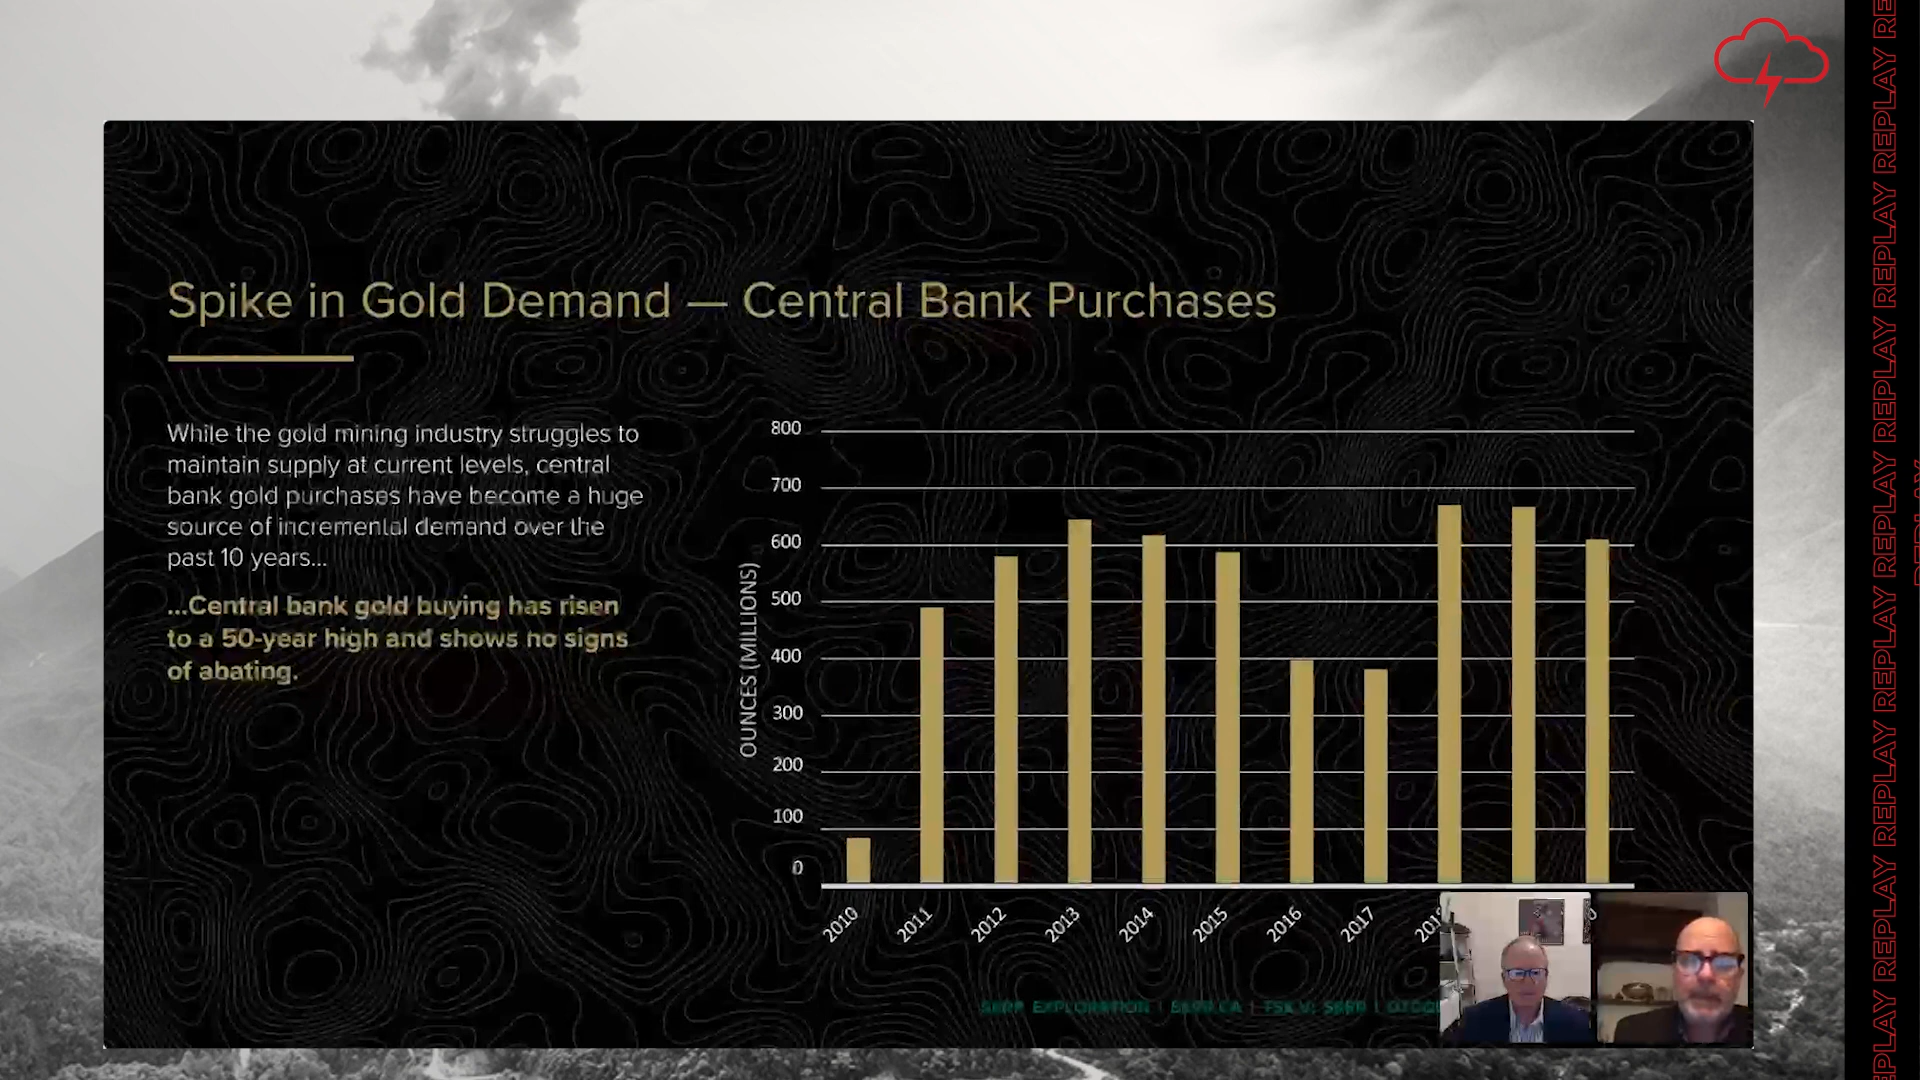 Spike in Gold Demand — Central Bank Purchases
While the gold mining industry struggles to
maintain supply at current levels, central
bank gold purchases have become a huge
source of incremental demand over the
past 10 years...
...Central bank gold buying has risen
to a 50-year high and shows no signs
of abating.
OUNCES (MILLIONS)
800
700
600
500
400
300
200
100
0
2010
2011
2012
2013
2014
2015
2016
2017
REPLAY REPLAY REPLAY REPLAY REPLAY REPLAY REPLAY REPLAY REPLAY